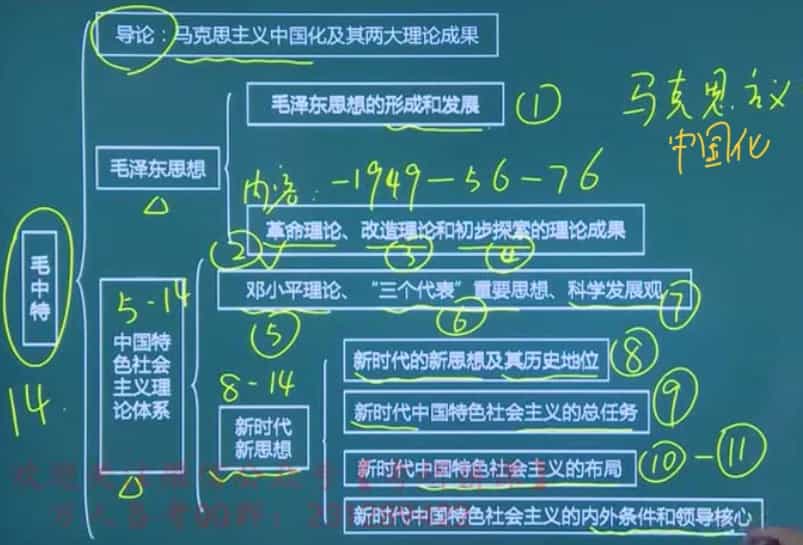 导论：马克思主义中国化及其两大理论成果
毛泽东思想的形成和发展 ①
马克思主义
中国化
毛泽东思想
内容：-1949-56-76
革命理论、改造理论和初步探索的理论成果
② ③ ④
毛中特
14.
5-14
中国特色社会主义理论体系
邓小平理论、“三个代表”重要思想、科学发展观 ⑦
⑤ ⑥
8-14
新时代
新思想
新时代的新思想及其历史地位 ⑧
新时代中国特色社会主义的总任务 ⑨
新时代中国特色社会主义的布局 ⑩-⑪
新时代中国特色社会主义的内外条件和领导核心